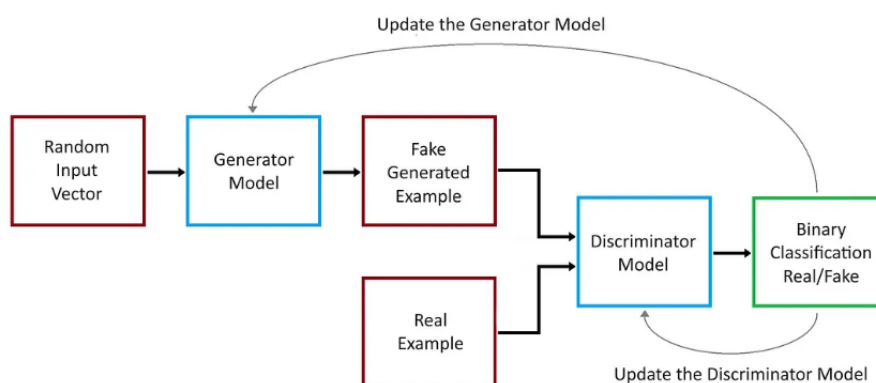 Update the Generator Model
Random
Input
Vector
Generator
Model
Fake
Generated
Example
Discriminator
Model
Binary
Classification
Real/Fake
Real
Example
Update the Discriminator Model